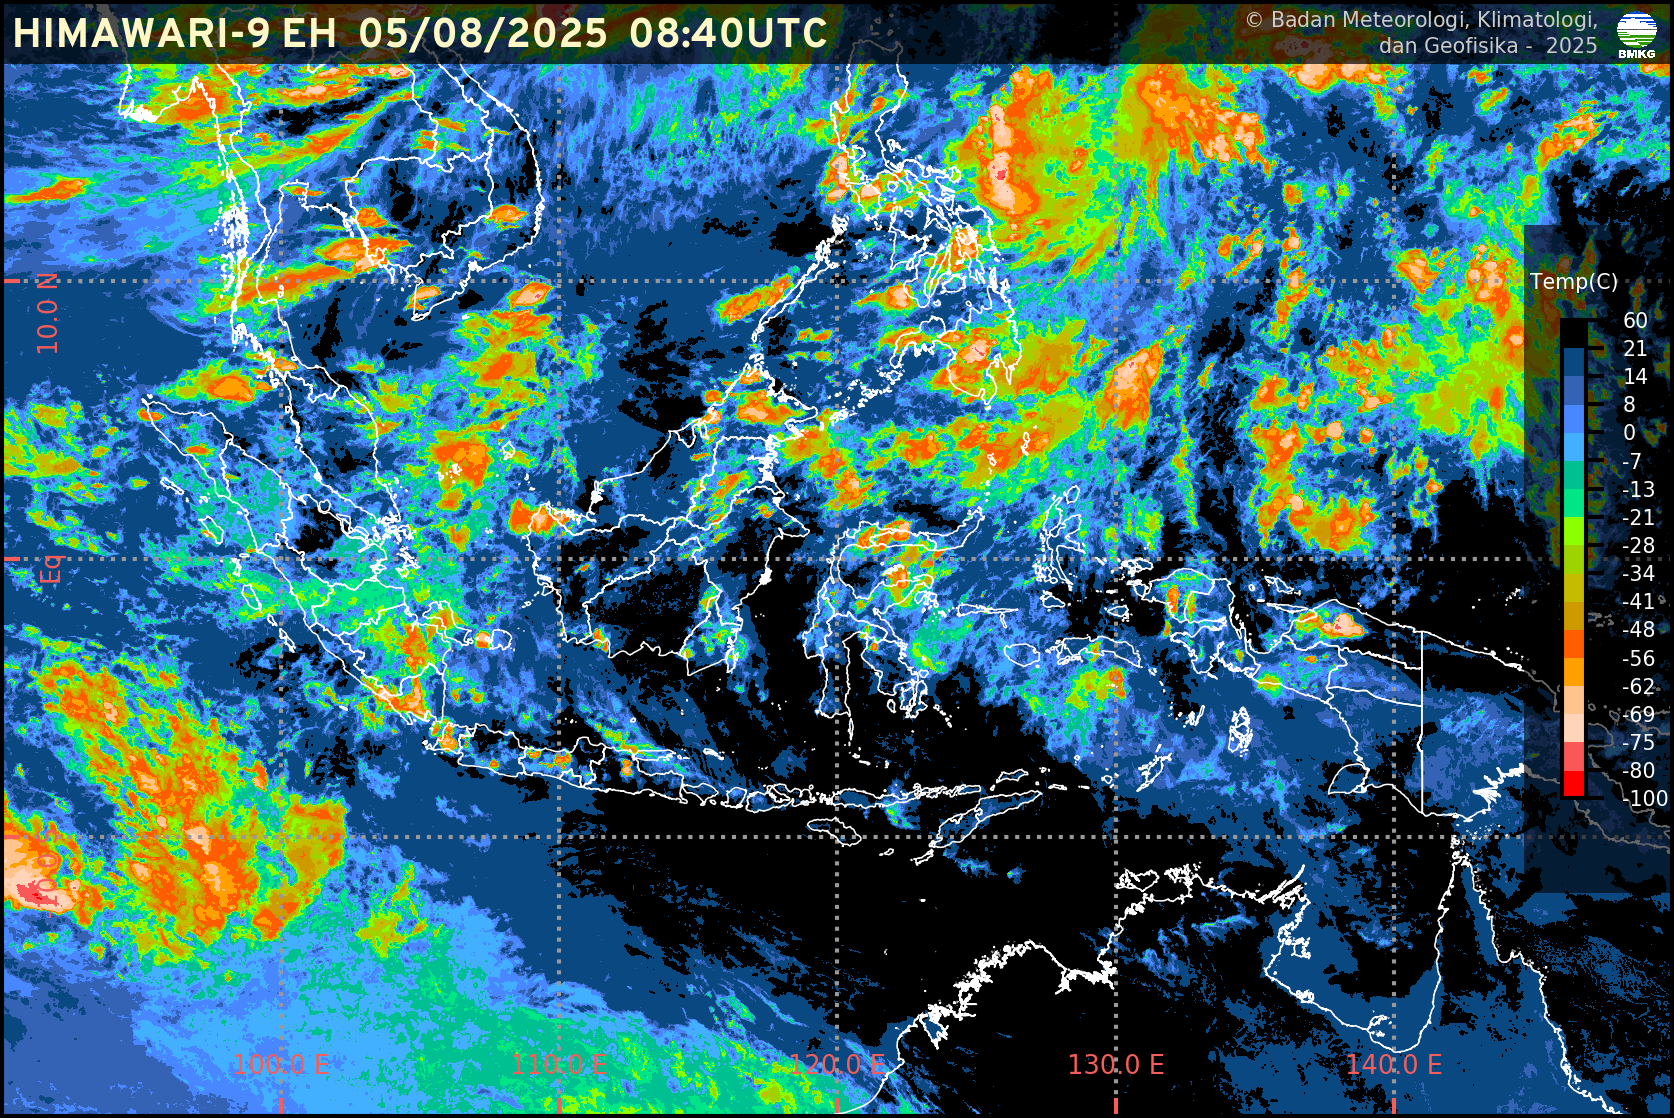 HIMAWARI-9 EH 05/08/2025 08:40UTC
© Badan Meteorologi, Klimatologi,
dan Geofisika - 2025
BMKG
10.0 N
Eq
Temp(C)
60
21
14
8
0
-7
-13
-21
-28
-34
-41
-48
-56
-62
-69
-75
-80
-100
100.0 E
110.0 E
120.0 E
130.0 E
140.0 E